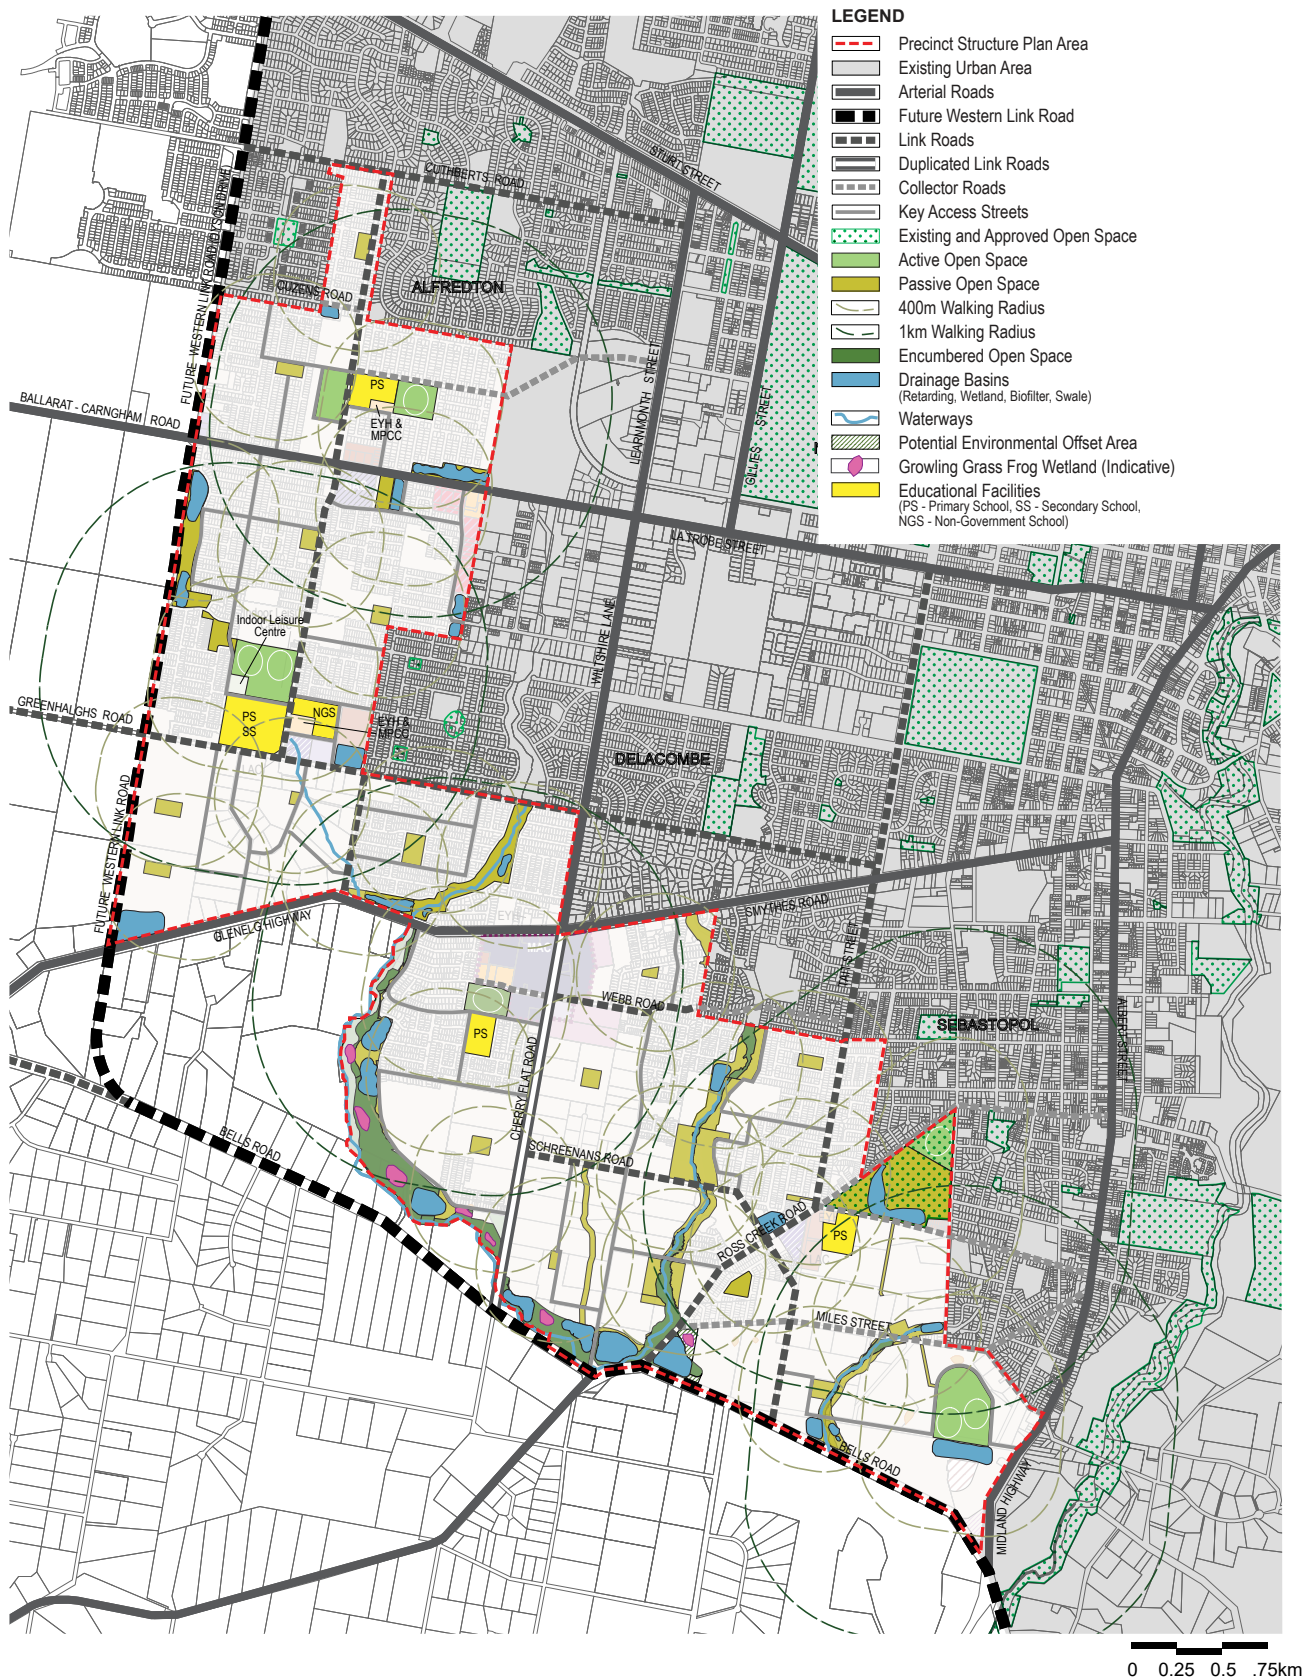 LEGEND
Precinct Structure Plan Area
Existing Urban Area
Arterial Roads
Future Western Link Road
Link Roads
Duplicated Link Roads
Collector Roads
Key Access Streets
Existing and Approved Open Space
Active Open Space
Passive Open Space
400m Walking Radius
1km Walking Radius
Encumbered Open Space
Drainage Basins
(Retarding, Wetland, Biofilter, Swale)
Waterways
Potential Environmental Offset Area
Growling Grass Frog Wetland (Indicative)
Educational Facilities
(PS - Primary School, SS - Secondary School,
NGS - Non-Government School)
STURT STREET
CUTHBERTS ROAD
ALFREDTON
CUZENS ROAD
FUTURE WESTERN LINK ROAD
LEARNMONTH STREET
GILLIES STREET
BALLARAT - CARNGHAM ROAD
PS
EYH &
MPCC
LA TROBE STREET
WILTSHIRE LANE
Indoor Leisure
Centre
GREENHALGHS ROAD
PS
SS
NGS
EYH &
MPCC
DELACOMBE
FUTURE WESTERN LINK ROAD
GLENELG HIGHWAY
SMYTHES ROAD
TAIT STREET
WEBB ROAD
SEBASTOPOL
ALBERT STREET
PS
CHERRY FLAT ROAD
BELLS ROAD
SCHREENANS ROAD
ROSS CREEK ROAD
PS
MILES STREET
BELLS ROAD
MIDLAND HIGHWAY
0 0.25 0.5 .75km